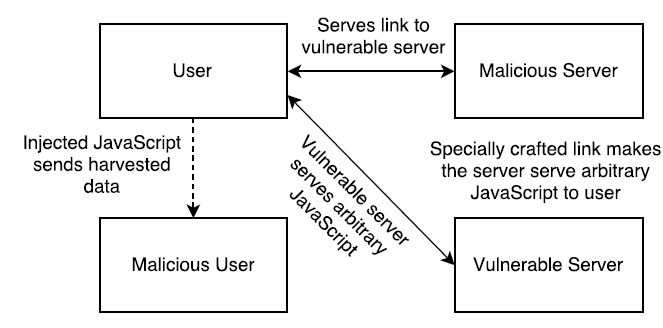 Serves link to
vulnerable server
User
Malicious Server
Injected JavaScript
sends harvested
data
Vulnerable server
serves arbitrary
JavaScript
Specially crafted link makes
the server serve arbitrary
JavaScript to user
Malicious User
Vulnerable Server